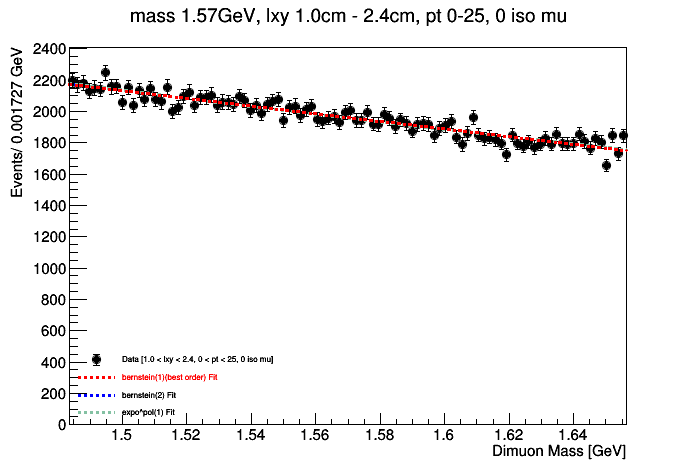 mass 1.57GeV, lxy 1.0cm - 2.4cm, pt 0-25, 0 iso mu
Events/ 0.001727 GeV
2400
2200
2000
1800
1600
1400
1200
1000
800
600
400
200
0
Data [1.0 < lxy < 2.4, 0 < pt < 25, 0 iso mu]
bernstein(1)(best order) Fit
bernstein(2) Fit
expo^pol(1) Fit
1.5 1.52 1.54 1.56 1.58 1.6 1.62 1.64
Dimuon Mass [GeV]